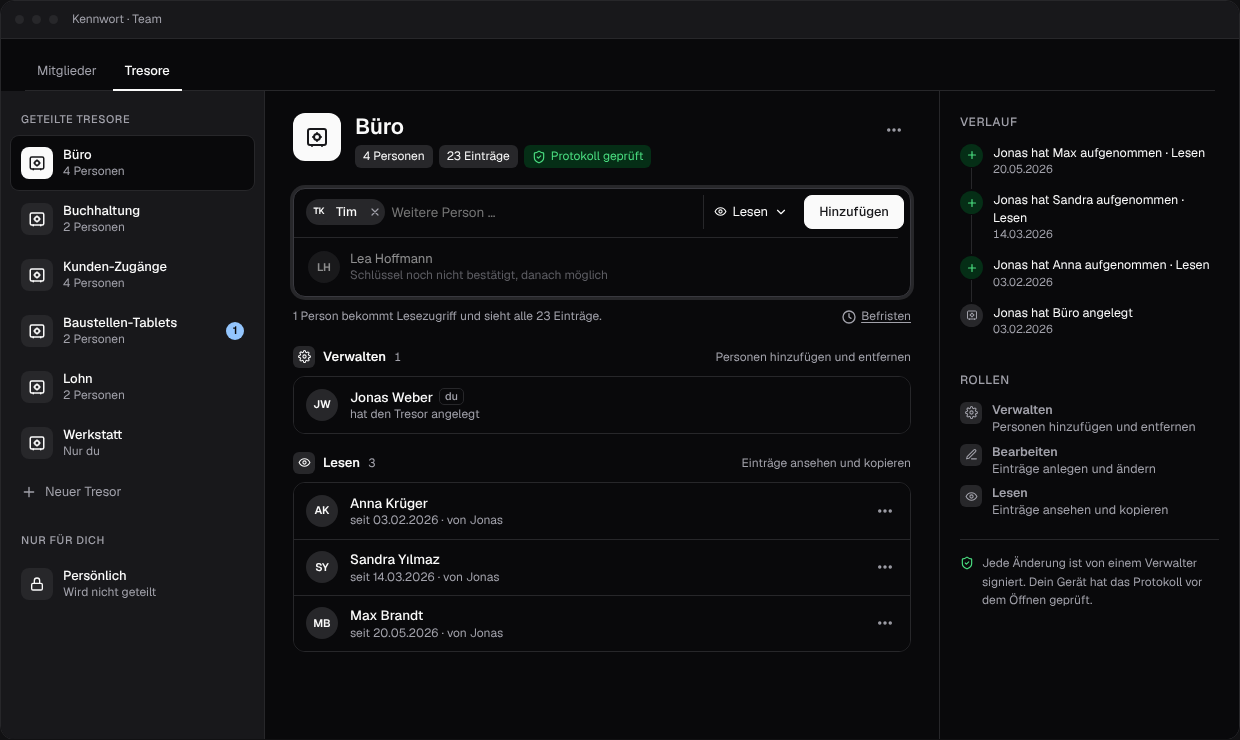 Kennwort · Team
Mitglieder
Tresore
GETEILTE TRESORE
Büro
4 Personen
Buchhaltung
2 Personen
Kunden-Zugänge
4 Personen
Baustellen-Tablets
2 Personen
1
Lohn
2 Personen
Werkstatt
Nur du
Neuer Tresor
NUR FÜR DICH
Persönlich
Wird nicht geteilt
Büro
4 Personen
23 Einträge
Protokoll geprüft
TK Tim
Weitere Person ...
Lesen
Hinzufügen
LH
Lea Hoffmann
Schlüssel noch nicht bestätigt, danach möglich
1 Person bekommt Lesezugriff und sieht alle 23 Einträge.
Befristen
Verwalten 1
Personen hinzufügen und entfernen
JW
Jonas Weber du
hat den Tresor angelegt
Lesen 3
Einträge ansehen und kopieren
AK
Anna Krüger
seit 03.02.2026 · von Jonas
SY
Sandra Yılmaz
seit 14.03.2026 · von Jonas
MB
Max Brandt
seit 20.05.2026 · von Jonas
VERLAUF
Jonas hat Max aufgenommen · Lesen
20.05.2026
Jonas hat Sandra aufgenommen ·
Lesen
14.03.2026
Jonas hat Anna aufgenommen · Lesen
03.02.2026
Jonas hat Büro angelegt
03.02.2026
ROLLEN
Verwalten
Personen hinzufügen und entfernen
Bearbeiten
Einträge anlegen und ändern
Lesen
Einträge ansehen und kopieren
Jede Änderung ist von einem Verwalter
signiert. Dein Gerät hat das Protokoll vor
dem Öffnen geprüft.